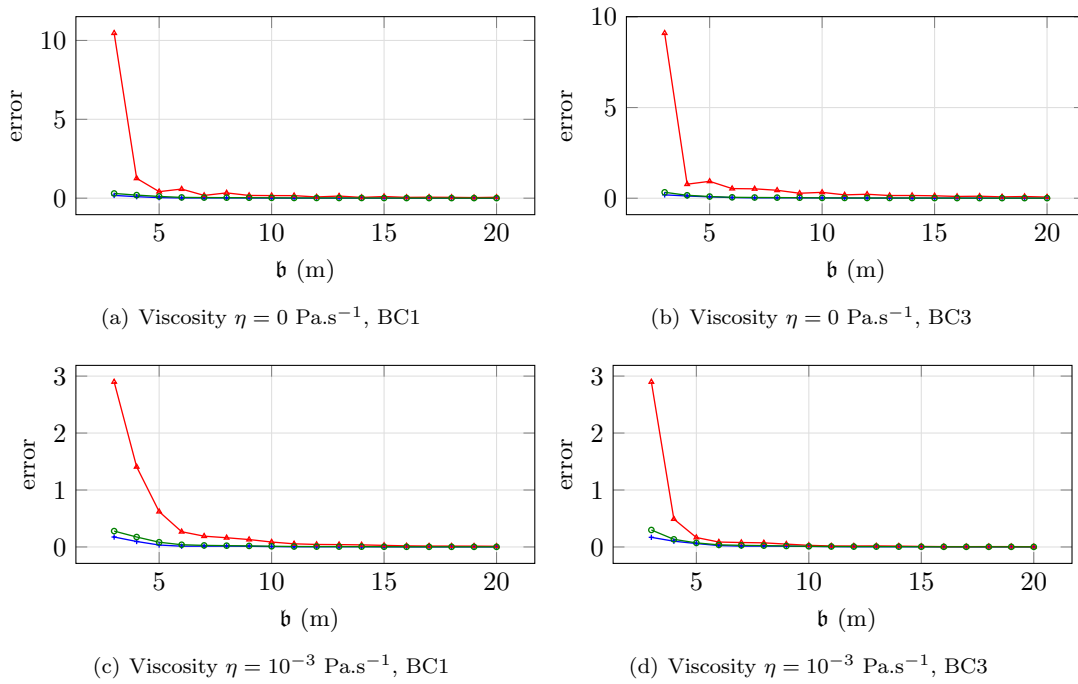 10
5
0
error
5
10
15
20
𝔟 (m)
(a) Viscosity η = 0 Pa.s⁻¹, BC1
10
5
0
error
5
10
15
20
𝔟 (m)
(b) Viscosity η = 0 Pa.s⁻¹, BC3
3
2
1
0
error
5
10
15
20
𝔟 (m)
(c) Viscosity η = 10⁻³ Pa.s⁻¹, BC1
3
2
1
0
error
5
10
15
20
𝔟 (m)
(d) Viscosity η = 10⁻³ Pa.s⁻¹, BC3